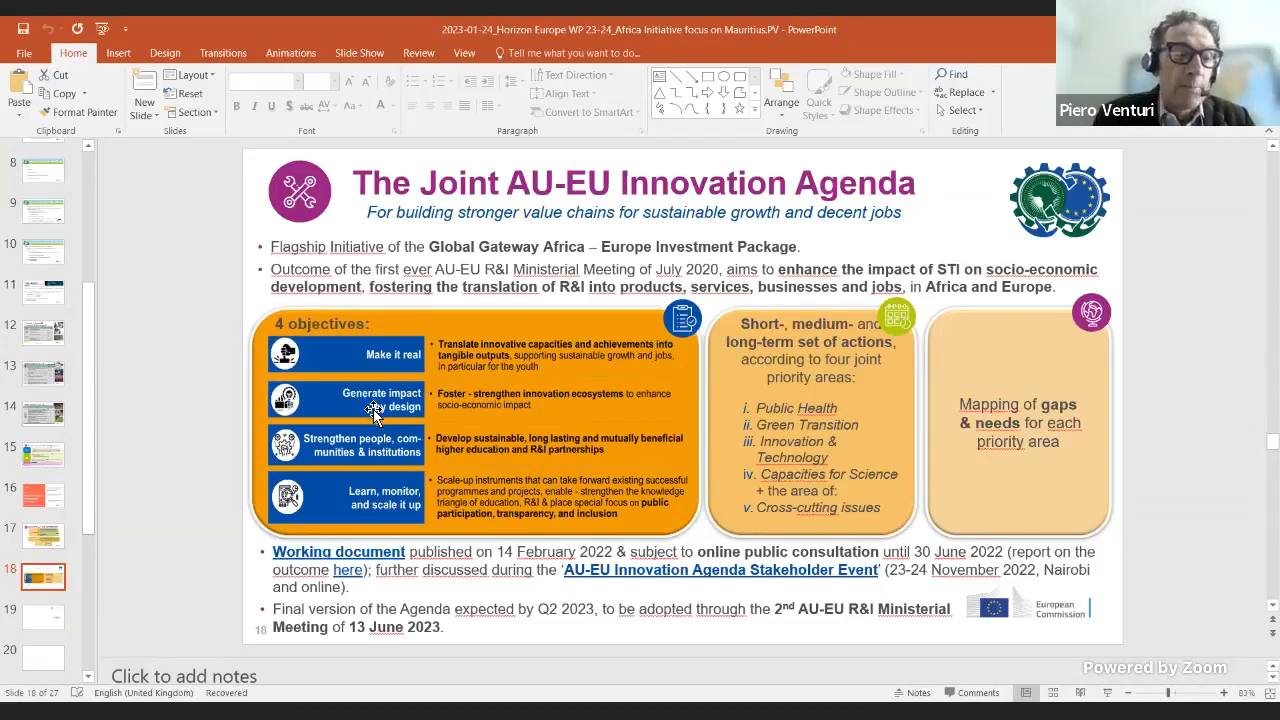 2023-01-24_Horizon Europe WP 23-24_Africa Initiative focus on Mauritius.PV - PowerPoint
File Home Insert Design Transitions Animations Slide Show Review View Tell me what you want to do...
Paste
Cut
Copy
Format Painter
Clipboard
New Slide
Layout
Reset
Section
Slides
B I U S abc AV Aa A
Font
Text Direction
Align Text
Convert to SmartArt
Paragraph
Arrange
Quick Styles
Shape Fill
Shape Outline
Shape Effects
Drawing
Find
Replace
Select
Editing
Piero Venturi
8
9
10
11
12
13
14
15
16
17
18
19
20
The Joint AU-EU Innovation Agenda
For building stronger value chains for sustainable growth and decent jobs
• Flagship Initiative of the Global Gateway Africa – Europe Investment Package.
• Outcome of the first ever AU-EU R&I Ministerial Meeting of July 2020, aims to enhance the impact of STI on socio-economic
development, fostering the translation of R&I into products, services, businesses and jobs, in Africa and Europe.
4 objectives:
Make it real
• Translate innovative capacities and achievements into
tangible outputs, supporting sustainable growth and jobs,
in particular for the youth
Generate impact
design
• Foster - strengthen innovation ecosystems to enhance
socio-economic impact
Strengthen people, com-
munities & institutions
• Develop sustainable, long lasting and mutually beneficial
higher education and R&I partnerships
Learn, monitor,
and scale it up
• Scale-up instruments that can take forward existing successful
programmes and projects, enable - strengthen the knowledge
triangle of education, R&I & place special focus on public
participation, transparency, and inclusion
Short-, medium- and
long-term set of actions,
according to four joint
priority areas:
i. Public Health
ii. Green Transition
iii. Innovation &
Technology
iv. Capacities for Science
+ the area of:
v. Cross-cutting issues
Mapping of gaps
& needs for each
priority area
• Working document published on 14 February 2022 & subject to online public consultation until 30 June 2022 (report on the
outcome here); further discussed during the ‘AU-EU Innovation Agenda Stakeholder Event’ (23-24 November 2022, Nairobi
and online).
• Final version of the Agenda expected by Q2 2023, to be adopted through the 2nd AU-EU R&I Ministerial
Meeting of 13 June 2023.
18
European
Commission
Click to add notes
Powered by Zoom
Slide 18 of 27 English (United Kingdom) Recovered Notes Comments 83%